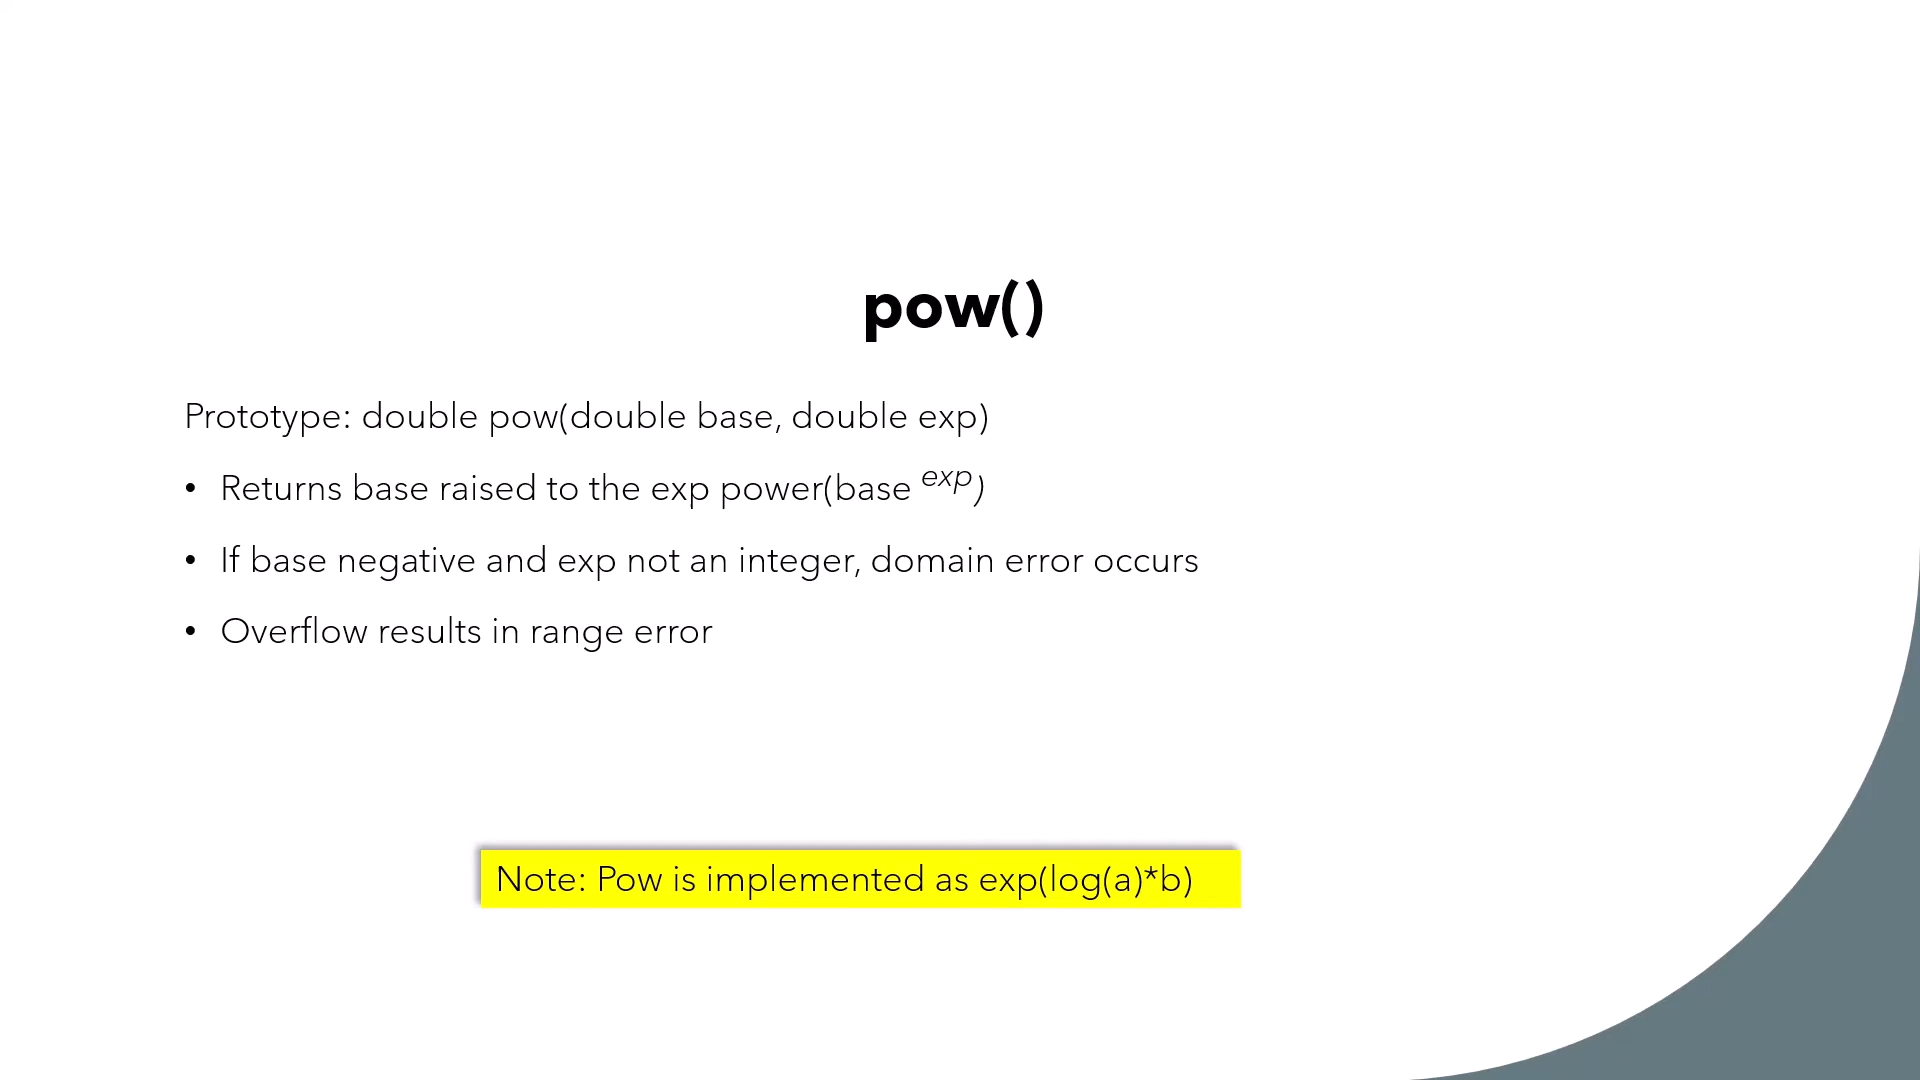 pow()
Prototype: double pow(double base, double exp)
• Returns base raised to the exp power(base exp)
• If base negative and exp not an integer, domain error occurs
• Overflow results in range error
Note: Pow is implemented as exp(log(a)*b)